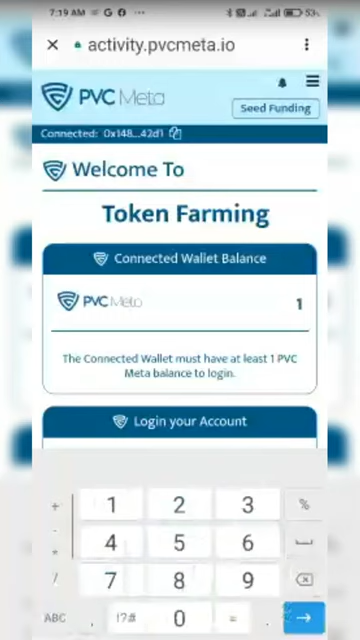 7:19 AM
53%
activity.pvcmeta.io
PVC Meta
Seed Funding
Connected: 0x148...42d1
Welcome To
Token Farming
Connected Wallet Balance
PVC Meta 1
The Connected Wallet must have at least 1 PVC
Meta balance to login.
Login your Account
+ 1 2 3 %
- 4 5 6
*
/ 7 8 9
ABC , !?# 0 = .